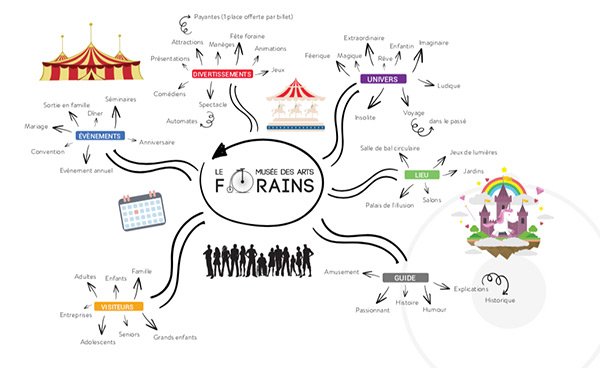 Payantes (1 place offerte par billet)
Fête foraine
Attractions
Manèges
Animations
Présentations
DIVERTISSEMENTS
Jeux
Comédiens
Spectacle
Automates
Extraordinaire
Enfantin
Imaginaire
Féerique
Magique
Rêve
UNIVERS
Ludique
Insolite
Voyage
dans le passé
Séminaires
Sortie en famille
Dîner
Mariage
ÉVÈNEMENTS
Anniversaire
Convention
Evénement annuel
LE MUSÉE DES ARTS
FORAINS
Salle de bal circulaire
Jeux de lumières
LIEU
Jardins
Salons
Palais de l'illusion
Amusement
GUIDE
Explications
Historique
Histoire
Passionnant
Humour
Famille
Adultes
Enfants
Entreprises
VISITEURS
Seniors
Adolescents
Grands enfants